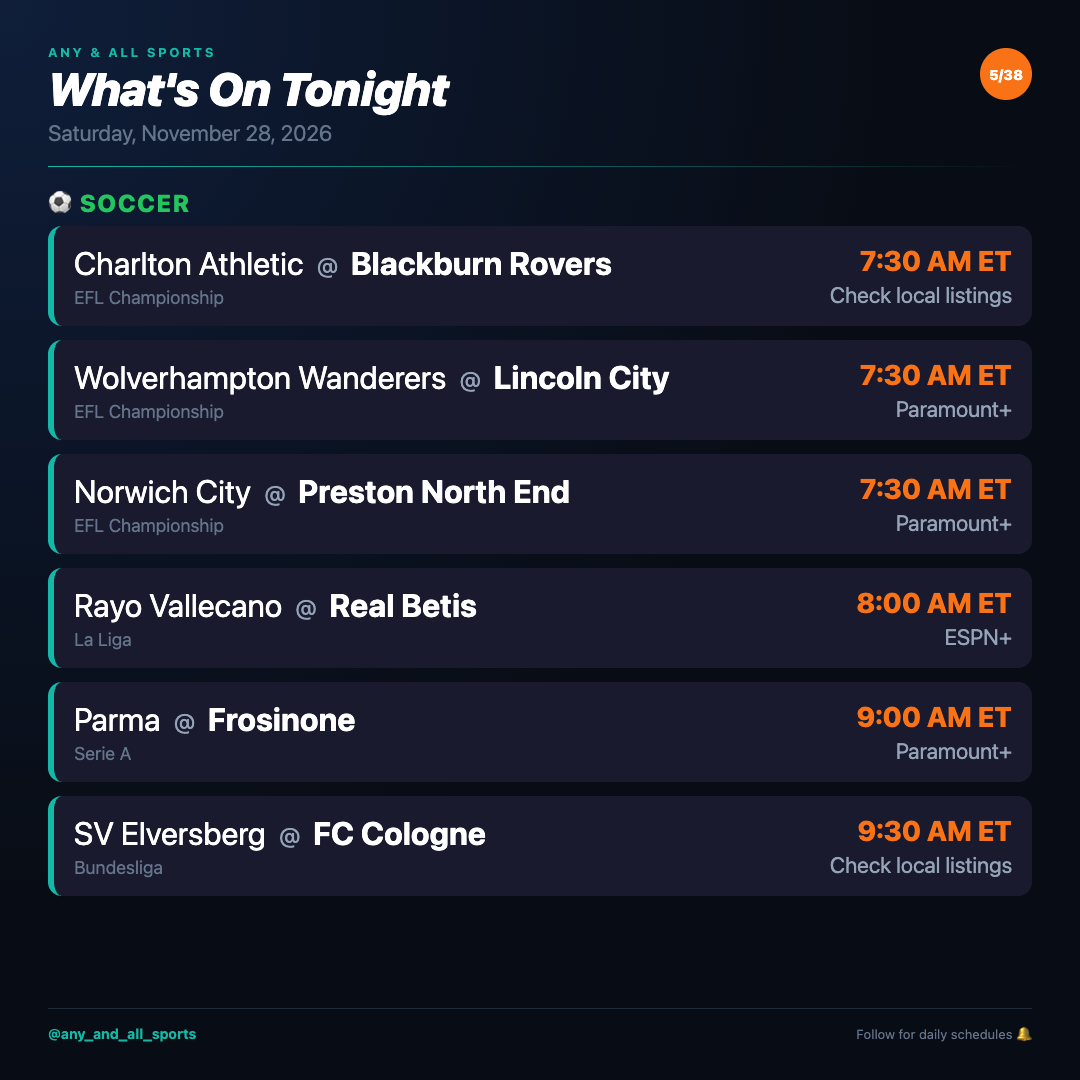 ANY & ALL SPORTS
What's On Tonight
5/38
Saturday, November 28, 2026
⚽ SOCCER
Charlton Athletic @ Blackburn Rovers
7:30 AM ET
EFL Championship
Check local listings
Wolverhampton Wanderers @ Lincoln City
7:30 AM ET
EFL Championship
Paramount+
Norwich City @ Preston North End
7:30 AM ET
EFL Championship
Paramount+
Rayo Vallecano @ Real Betis
8:00 AM ET
La Liga
ESPN+
Parma @ Frosinone
9:00 AM ET
Serie A
Paramount+
SV Elversberg @ FC Cologne
9:30 AM ET
Bundesliga
Check local listings
@any_and_all_sports
Follow for daily schedules 🔔